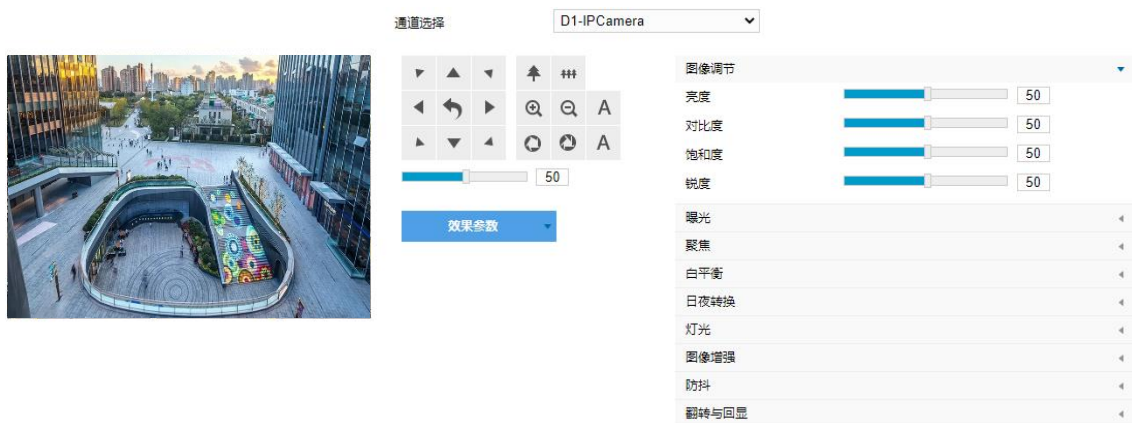 通道选择 D1-IPCamera
图像调节
亮度 50
对比度 50
饱和度 50
锐度 50
A
A
50
效果参数
曝光
聚焦
白平衡
日夜转换
灯光
图像增强
防抖
翻转与回显